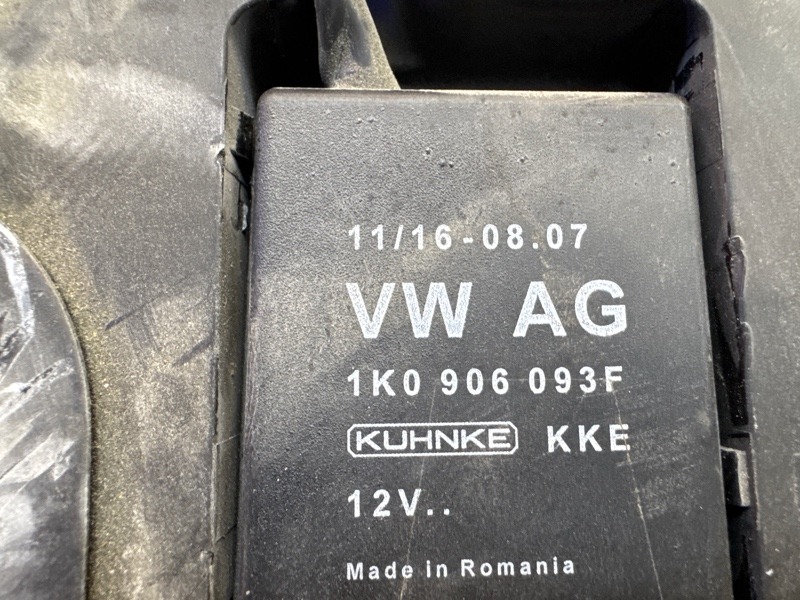 11/16-08.07
VW AG
1K0 906 093F
KUHNKE KKE
12V..
Made in Romania